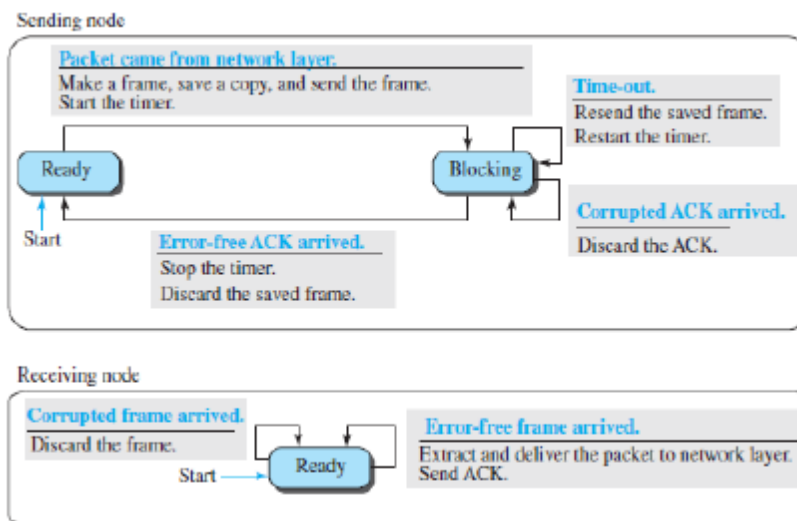 Sending node
Packet came from network layer.
Make a frame, save a copy, and send the frame.
Start the timer.
Time-out.
Resend the saved frame.
Restart the timer.
Ready
Blocking
Start
Error-free ACK arrived.
Stop the timer.
Discard the saved frame.
Corrupted ACK arrived.
Discard the ACK.
Receiving node
Corrupted frame arrived.
Discard the frame.
Start
Ready
Error-free frame arrived.
Extract and deliver the packet to network layer.
Send ACK.